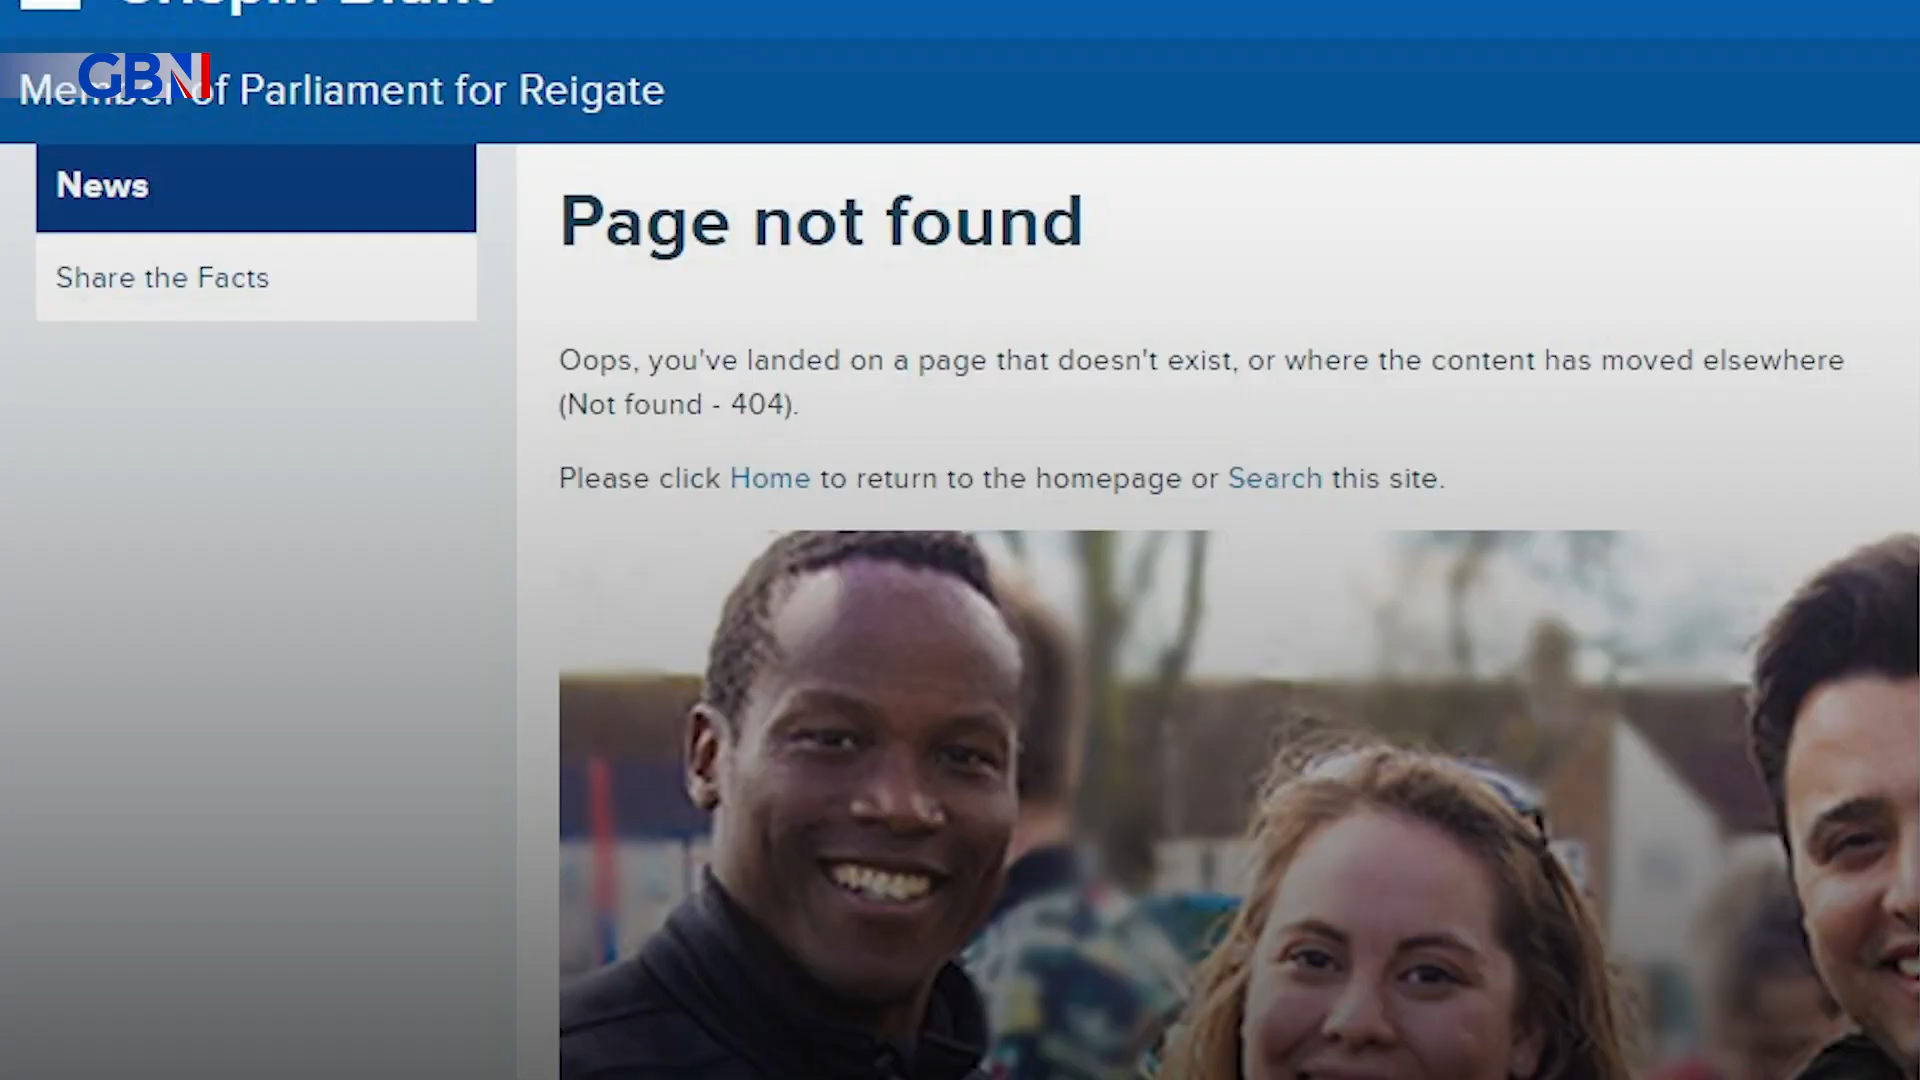 Crispin Blunt
GBN
Member of Parliament for Reigate
News
Share the Facts
Page not found
Oops, you've landed on a page that doesn't exist, or where the content has moved elsewhere
(Not found - 404).
Please click Home to return to the homepage or Search this site.